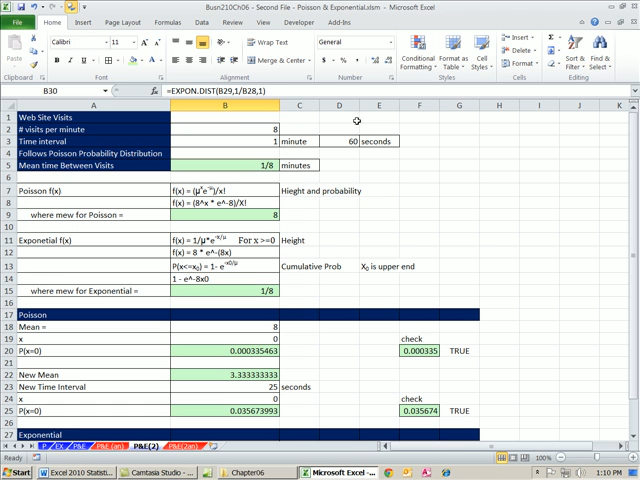 Busn210Ch06 - Second File - Poisson & Exponential.xlsm - Microsoft Excel
File Home Insert Page Layout Formulas Data Review View Developer Add-Ins
Calibri 11 Wrap Text Number Insert
Paste Merge & Center $ % , Conditional Formatting Format as Table Cell Styles Delete Format Sort & Filter Find & Select
Clipboard Font Alignment Number Styles Cells Editing
B30 fx =EXPON.DIST(B29,1/B28,1)
A B C D E F G H I J K
1 Web Site Visits
2 # visits per minute 8
3 Time interval 1 minute 60 seconds
4 Follows Poisson Probability Distribution
5 Mean time Between Visits 1/8 minutes
6
7 Poisson f(x) f(x) = (μ^x e^-μ)/x! Hieght and probability
8 f(x) = (8^x * e^-8)/X!
9 where mew for Poisson = 8
10
11 Exponetial f(x) f(x) = 1/μ*e^-x/μ For x >=0 Height
12 f(x) = 8 * e^-(8x)
13 P(x<=x0) = 1- e^-x0/μ Cumulative Prob X0 is upper end
14 1 - e^-8x0
15 where mew for Exponential = 1/8
16
17 Poisson
18 Mean = 8
19 x 0 check
20 P(x=0) 0.000335463 0.000335 TRUE
22 New Mean 3.333333333
23 New Time Interval 25 seconds
24 x 0 check
25 P(x=0) 0.035673993 0.035674 TRUE
27 Exponential
P EX P&E P&E (an) P&E(2) P&E(2an)
Ready 100%
Start Excel 2010 Statisti... Camtasia Studio - ... Chapter06 Microsoft Excel ... 1:10 PM